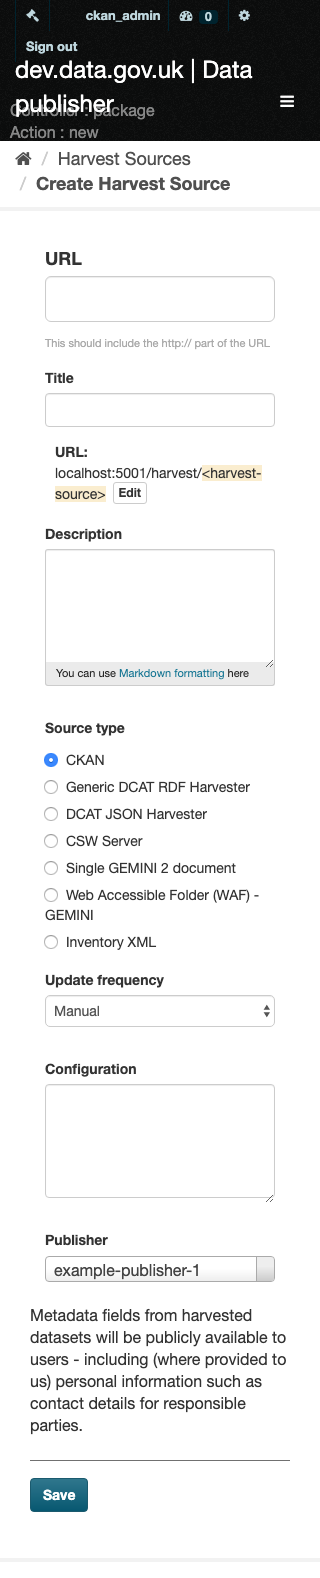 ckan_admin 0
Sign out
dev.data.gov.uk | Data
publisher
Controller : package
Action : new
/ Harvest Sources
/ Create Harvest Source
URL
This should include the http:// part of the URL
Title
URL:
localhost:5001/harvest/<harvest-
source> Edit
Description
You can use Markdown formatting here
Source type
CKAN
Generic DCAT RDF Harvester
DCAT JSON Harvester
CSW Server
Single GEMINI 2 document
Web Accessible Folder (WAF) -
GEMINI
Inventory XML
Update frequency
Manual
Configuration
Publisher
example-publisher-1
Metadata fields from harvested
datasets will be publicly available to
users - including (where provided to
us) personal information such as
contact details for responsible
parties.
Save